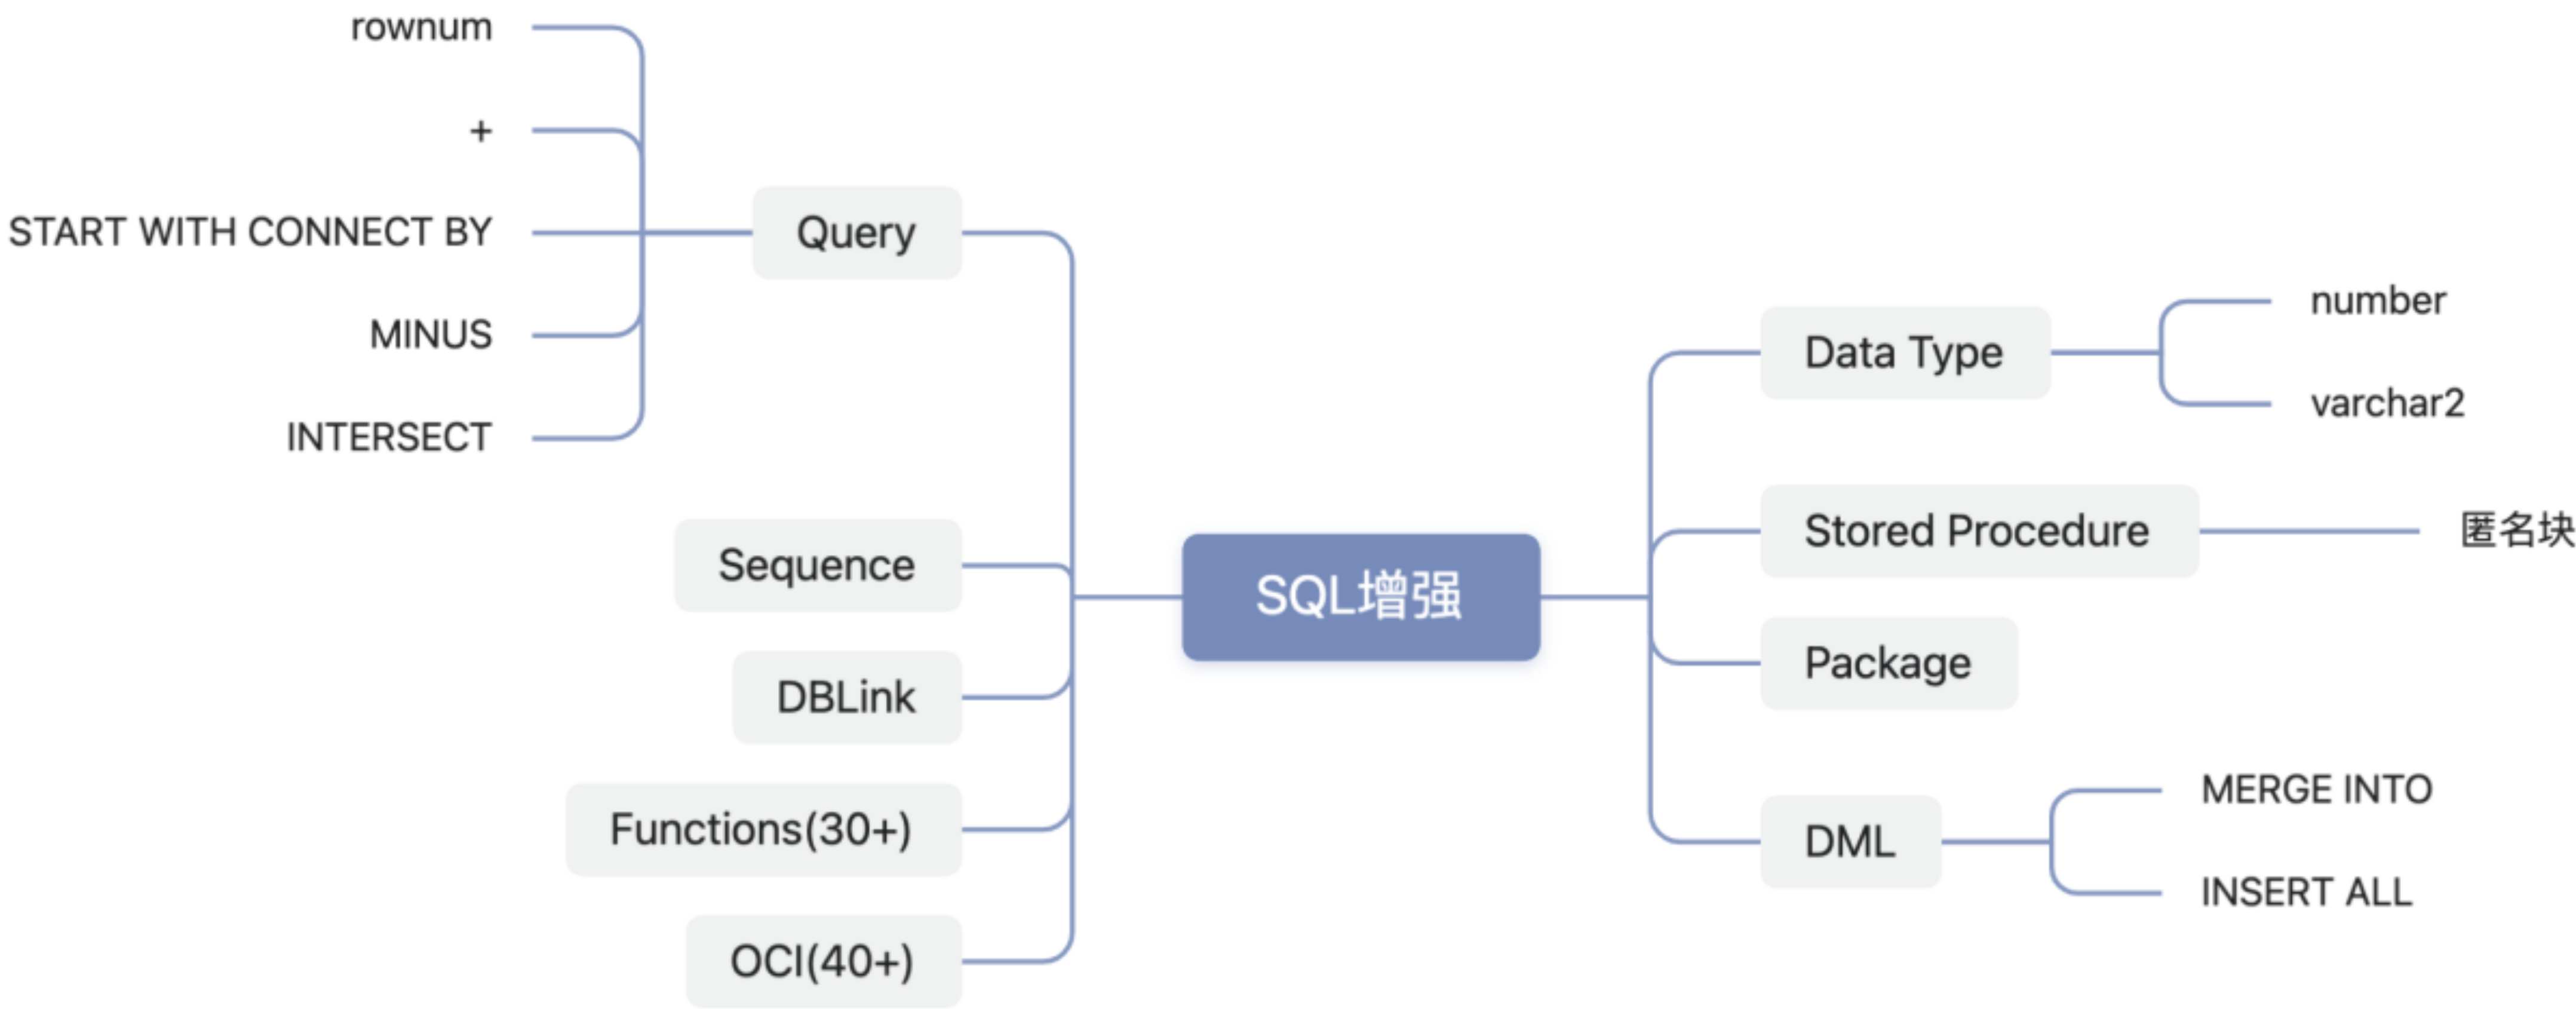 rownum
+
START WITH CONNECT BY
MINUS
INTERSECT
Query
Sequence
DBLink
Functions(30+)
OCI(40+)
SQL增强
Data Type
number
varchar2
Stored Procedure
匿名块
Package
DML
MERGE INTO
INSERT ALL